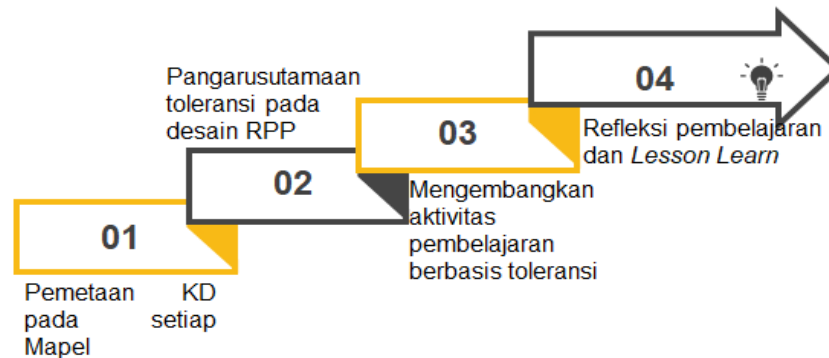 01
Pemetaan KD
pada setiap
Mapel
02
Pangarusutamaan
toleransi pada
desain RPP
03
Mengembangkan
aktivitas
pembelajaran
berbasis toleransi
04
Refleksi pembelajaran
dan Lesson Learn